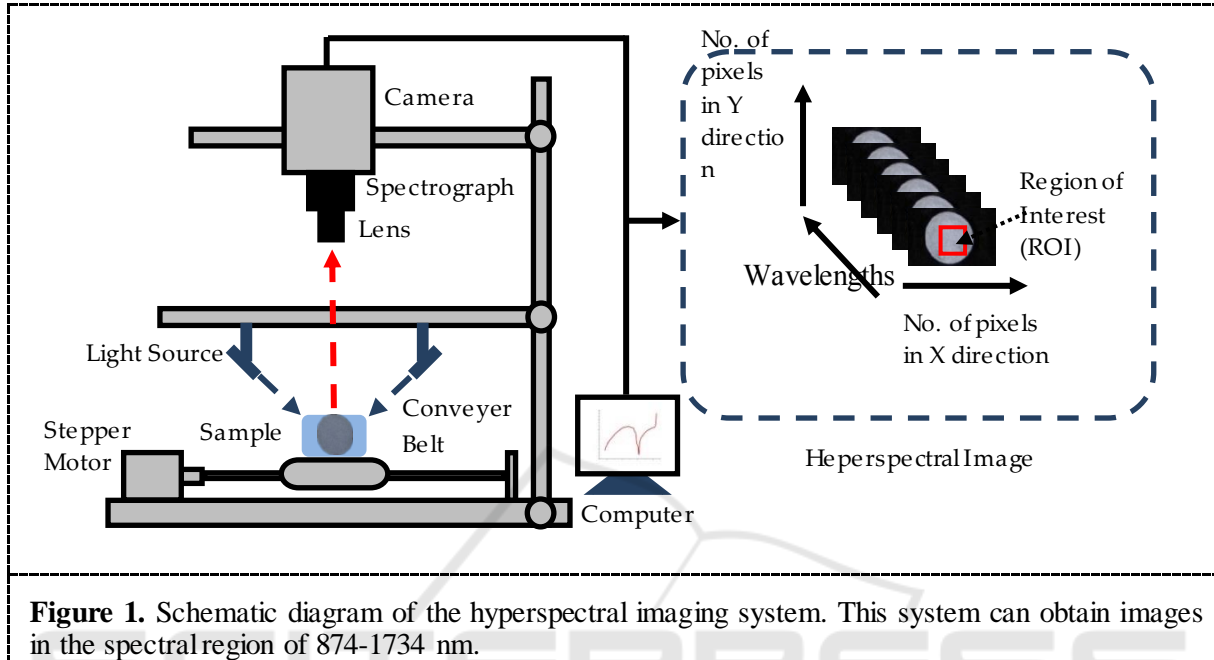 Camera
Spectrograph
Lens
Light Source
Sample
Conveyer
Belt
Stepper
Motor
Computer
No. of
pixels
in Y
directio
n
Region of
Interest
(ROI)
Wavelengths
No. of pixels
in X direction
Heperspectral Image
Figure 1. Schematic diagram of the hyperspectral imaging system. This system can obtain images
in the spectral region of 874-1734 nm.